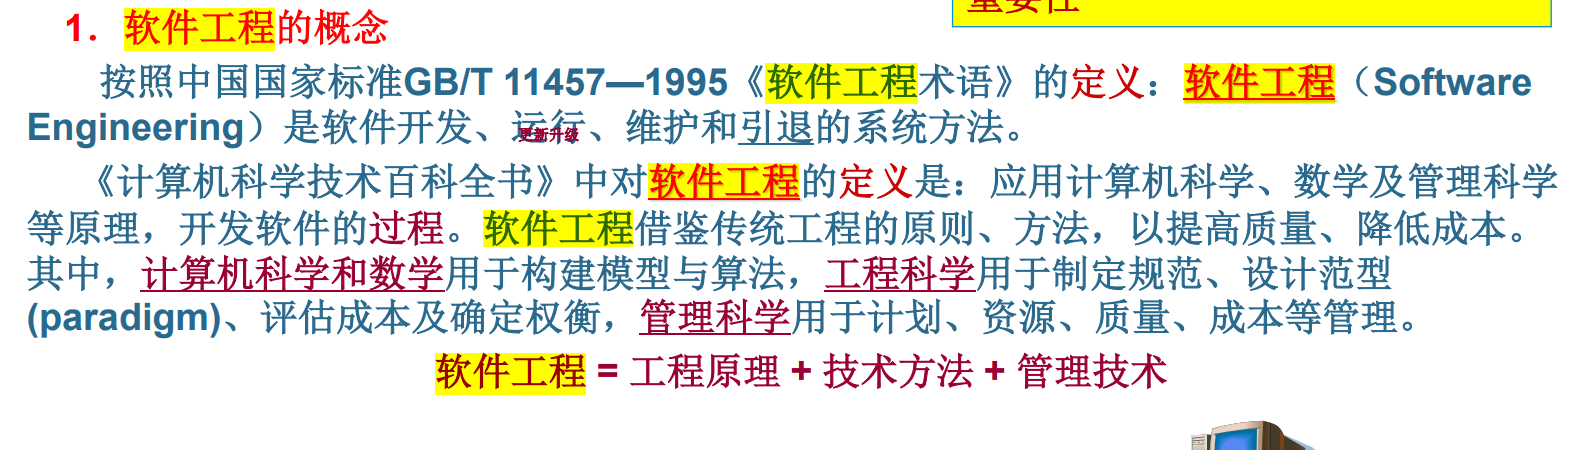 重要性
1. 软件工程的概念
按照中国国家标准GB/T 11457—1995《软件工程术语》的定义：软件工程（Software
Engineering）是软件开发、运行、维护和引退的系统方法。
更新升级
《计算机科学技术百科全书》中对软件工程的定义是：应用计算机科学、数学及管理科学
等原理，开发软件的过程。软件工程借鉴传统工程的原则、方法，以提高质量、降低成本。
其中，计算机科学和数学用于构建模型与算法，工程科学用于制定规范、设计范型
(paradigm)、评估成本及确定权衡，管理科学用于计划、资源、质量、成本等管理。
软件工程 = 工程原理 + 技术方法 + 管理技术